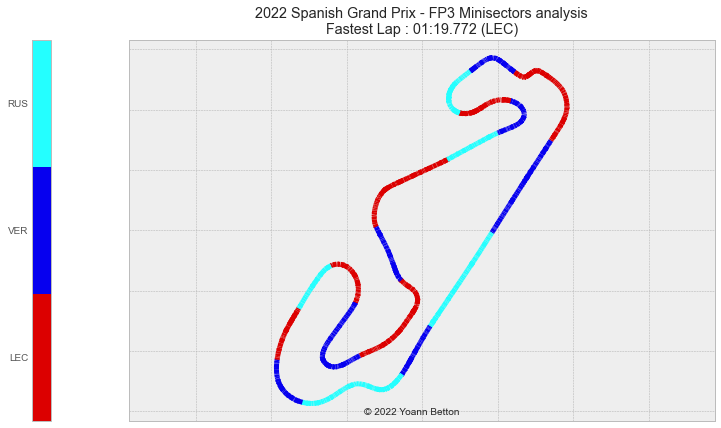 2022 Spanish Grand Prix - FP3 Minisectors analysis
Fastest Lap : 01:19.772 (LEC)
RUS
VER
LEC
© 2022 Yoann Betton